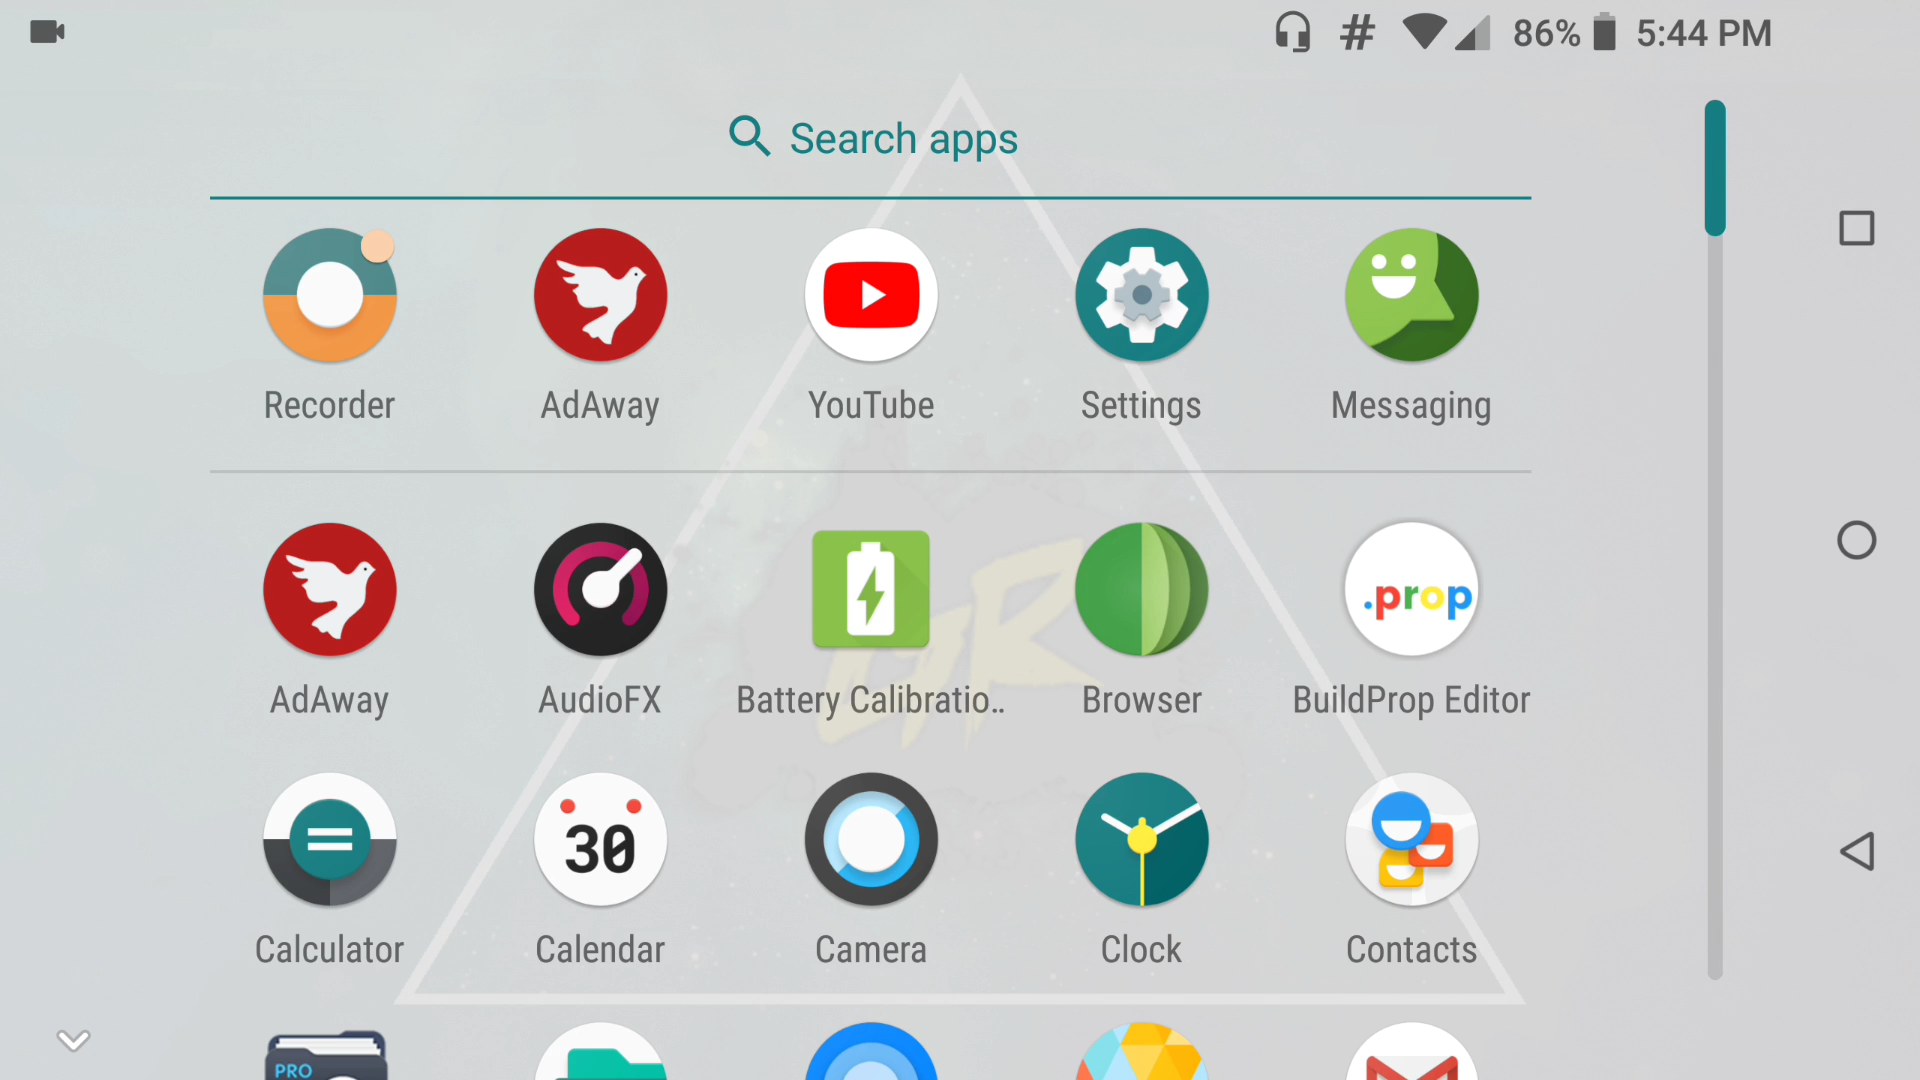 # 86% 5:44 PM
Search apps
Recorder AdAway YouTube Settings Messaging
.prop
AdAway AudioFX Battery Calibratio.. Browser BuildProp Editor
30
Calculator Calendar Camera Clock Contacts
PRO